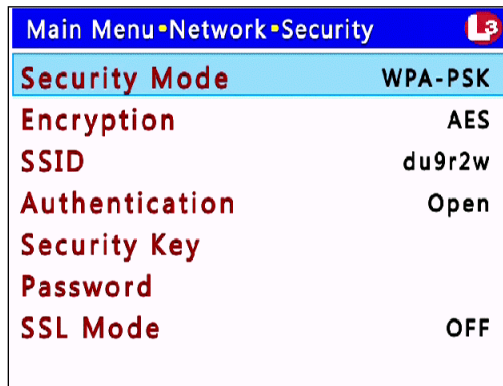 Main Menu•Network•Security L3
Security Mode WPA-PSK
Encryption AES
SSID du9r2w
Authentication Open
Security Key
Password
SSL Mode OFF